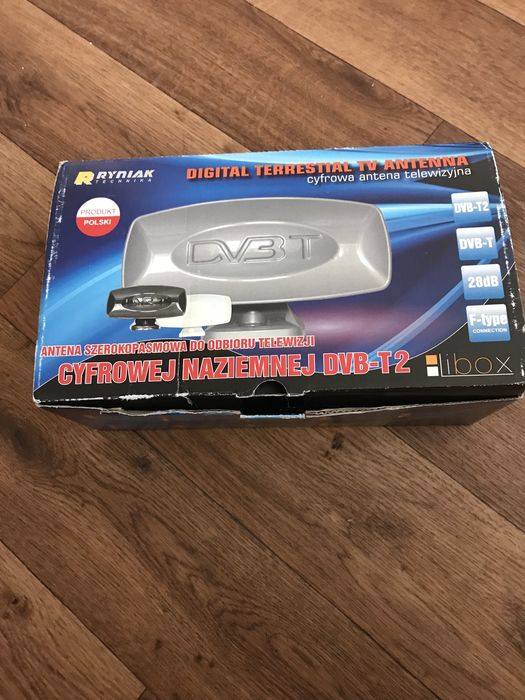 RYNIAK
TECHNIKA
DIGITAL TERRESTIAL TV ANTENNA
cyfrowa antena telewizyjna
PRODUKT
POLSKI
DVB-T2
DVB-T
28dB
F-type
CONNECTION
DVB-T
ANTENA SZEROKOPASMOWA DO ODBIORU TELEWIZJI
CYFROWEJ NAZIEMNEJ DVB-T2
libox